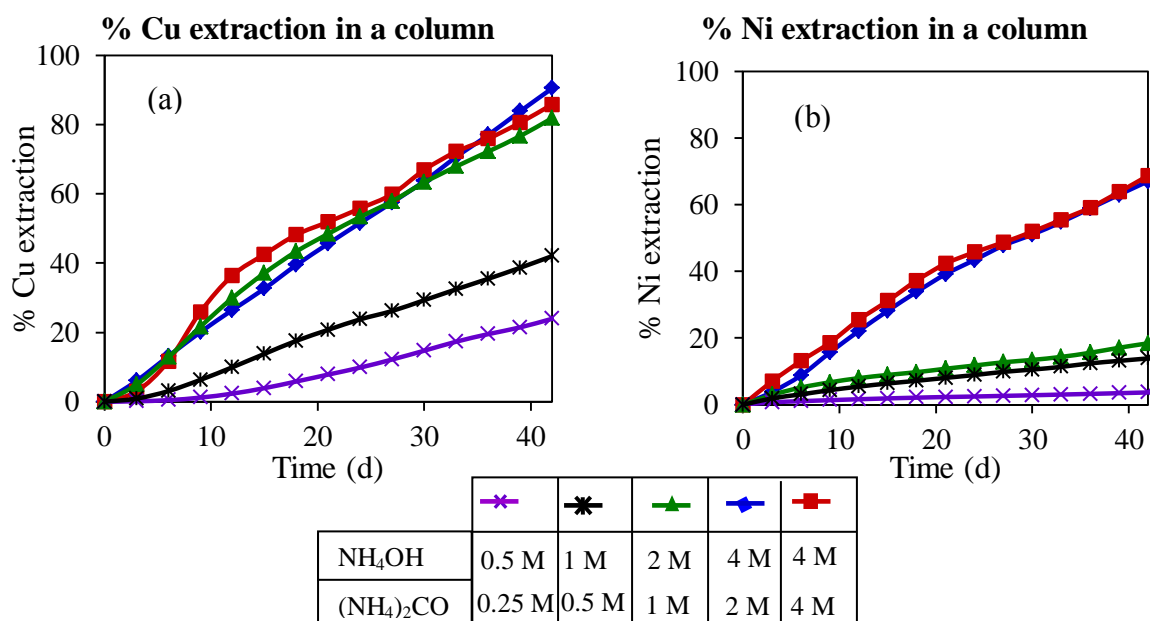 % Cu extraction in a column
% Ni extraction in a column
(a)
% Cu extraction
100
80
60
40
20
0
0 10 20 30 40
Time (d)
(b)
% Ni extraction
100
80
60
40
20
0
0 10 20 30 40
Time (d)
NH₄OH 0.5 M 1 M 2 M 4 M 4 M
(NH₄)₂CO 0.25 M 0.5 M 1 M 2 M 4 M